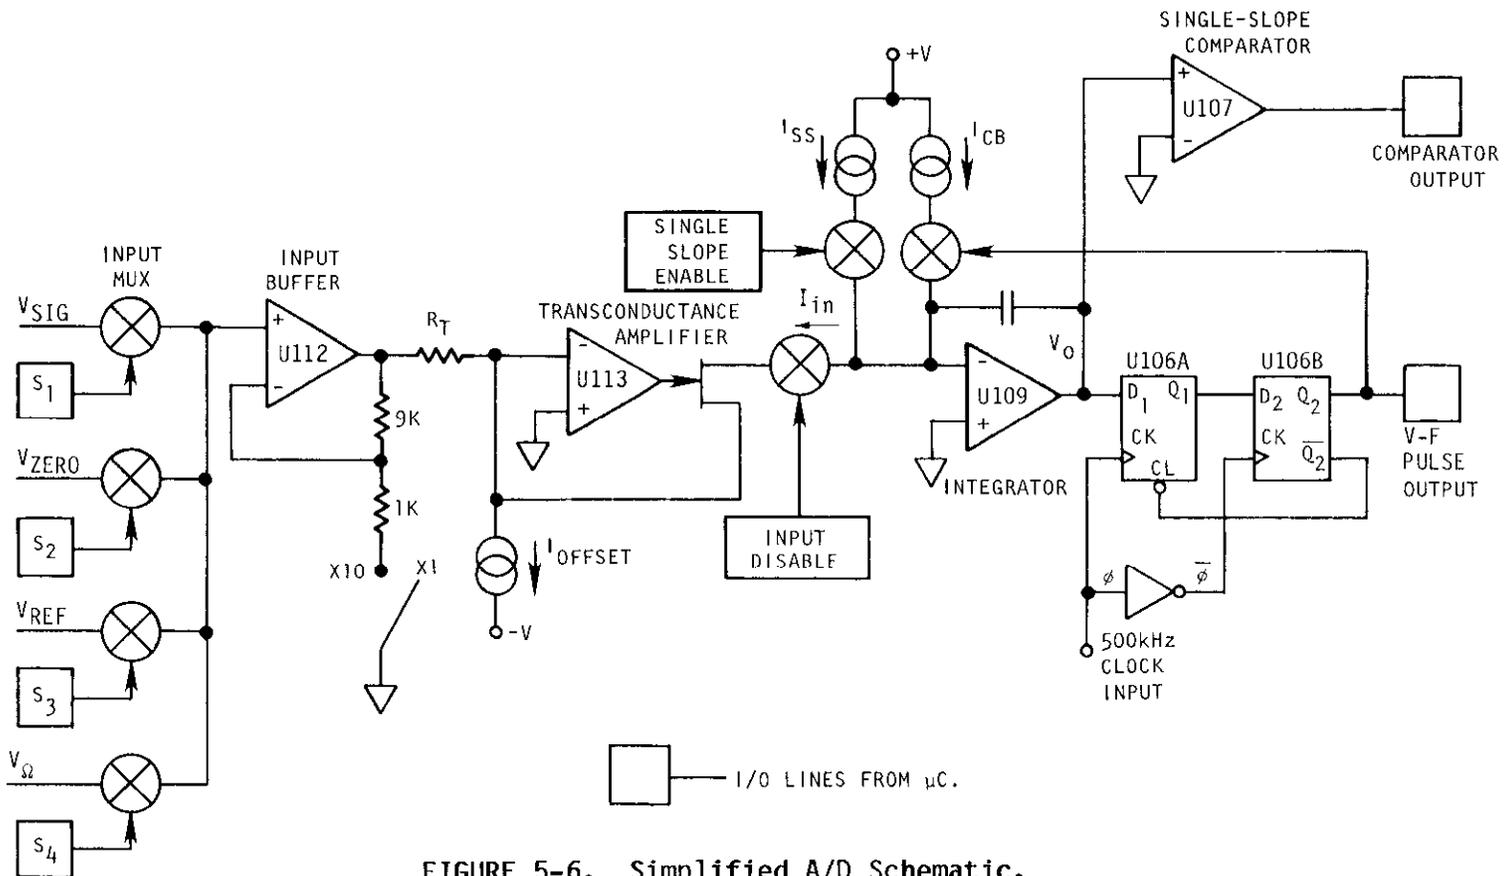 SINGLE-SLOPE
COMPARATOR
+V
+
U107
-
COMPARATOR
OUTPUT
ISS
ICB
SINGLE
SLOPE
ENABLE
INPUT
MUX
INPUT
BUFFER
VSIG
S1
+
U112
-
RT
TRANSCONDUCTANCE
AMPLIFIER
-
U113
+
Iin
-
U109
+
INTEGRATOR
VO
U106A
D1 Q1
CK
CL
U106B
D2 Q2
CK
Q̅2
V-F
PULSE
OUTPUT
9K
1K
VZERO
S2
X10
X1
IOFFSET
-V
INPUT
DISABLE
ø
ø̅
500kHz
CLOCK
INPUT
VREF
S3
VΩ
S4
I/O LINES FROM µC.
FIGURE 5-6. Simplified A/D Schematic.